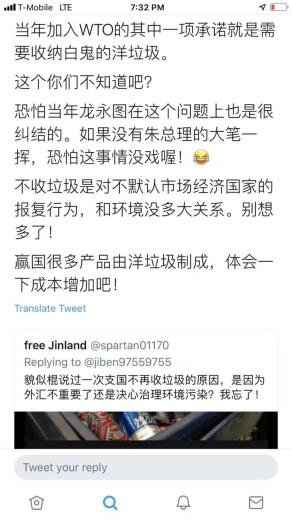 T-Mobile LTE
7:32 PM
当年加入WTO的其中一项承诺就是需
要收纳白鬼的洋垃圾。
这个你们不知道吧?
恐怕当年龙永图在这个问题上也是很
纠结的。如果没有朱总理的大笔一
挥，恐怕这事情没戏喔！😂
不收垃圾是对不默认市场经济国家的
报复行为，和环境没多大关系。别想
多了！
赢国很多产品由洋垃圾制成，体会一
下成本增加吧！
Translate Tweet
free Jinland @spartan01170
Replying to @jiben97559755
貌似棍说过一次支国不再收垃圾的原因，是因为
外汇不重要了还是决心治理环境污染？我忘了！
Tweet your reply